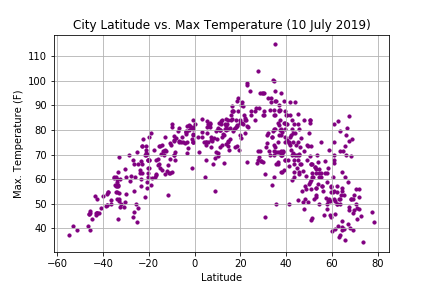 City Latitude vs. Max Temperature (10 July 2019)
Max. Temperature (F)
110
100
90
80
70
60
50
40
−60 −40 −20 0 20 40 60 80
Latitude